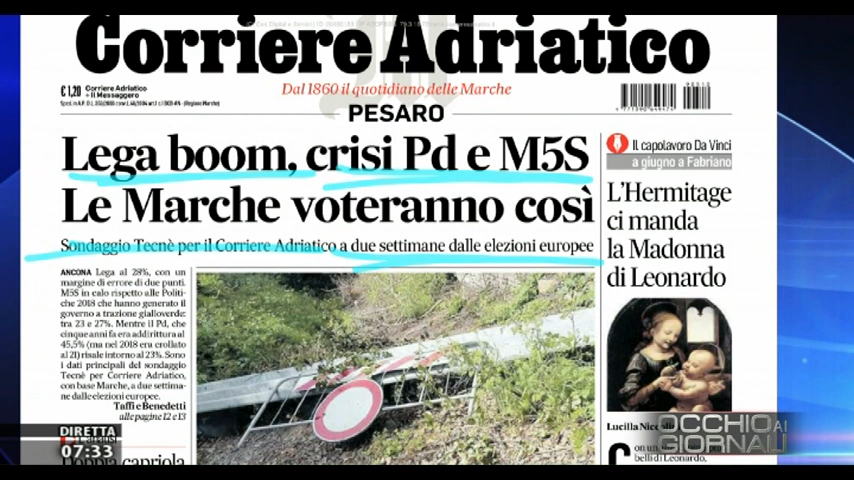 Corriere Adriatico
€ 1,20 Corriere Adriatico
+ Il Messaggero
Dal 1860 il quotidiano delle Marche
PESARO
Lega boom, crisi Pd e M5S
Le Marche voteranno così
Sondaggio Tecnè per il Corriere Adriatico a due settimane dalle elezioni europee
ANCONA Lega al 28%, con un
margine di errore di due punti.
M5S in calo rispetto alle Politi-
che 2018 che hanno generato il
governo a trazione gialloverde:
tra 23 e 27%. Mentre il Pd, che
cinque anni fa era addirittura al
45,5% (ma nel 2018 era crollato
al 21) risale intorno al 23%. Sono
i dati principali del sondaggio
Tecnè per Corriere Adriatico,
con base Marche, a due settima-
ne dalle elezioni europee.
Taffi e Benedetti
alle pagine 12 e 13
Il capolavoro Da Vinci
a giugno a Fabriano
L'Hermitage
ci manda
la Madonna
di Leonardo
Lucilla Niccoli
belli di Leonardo.
capriola
DIRETTA
07:33
OCCHIO AI
GIORNALI